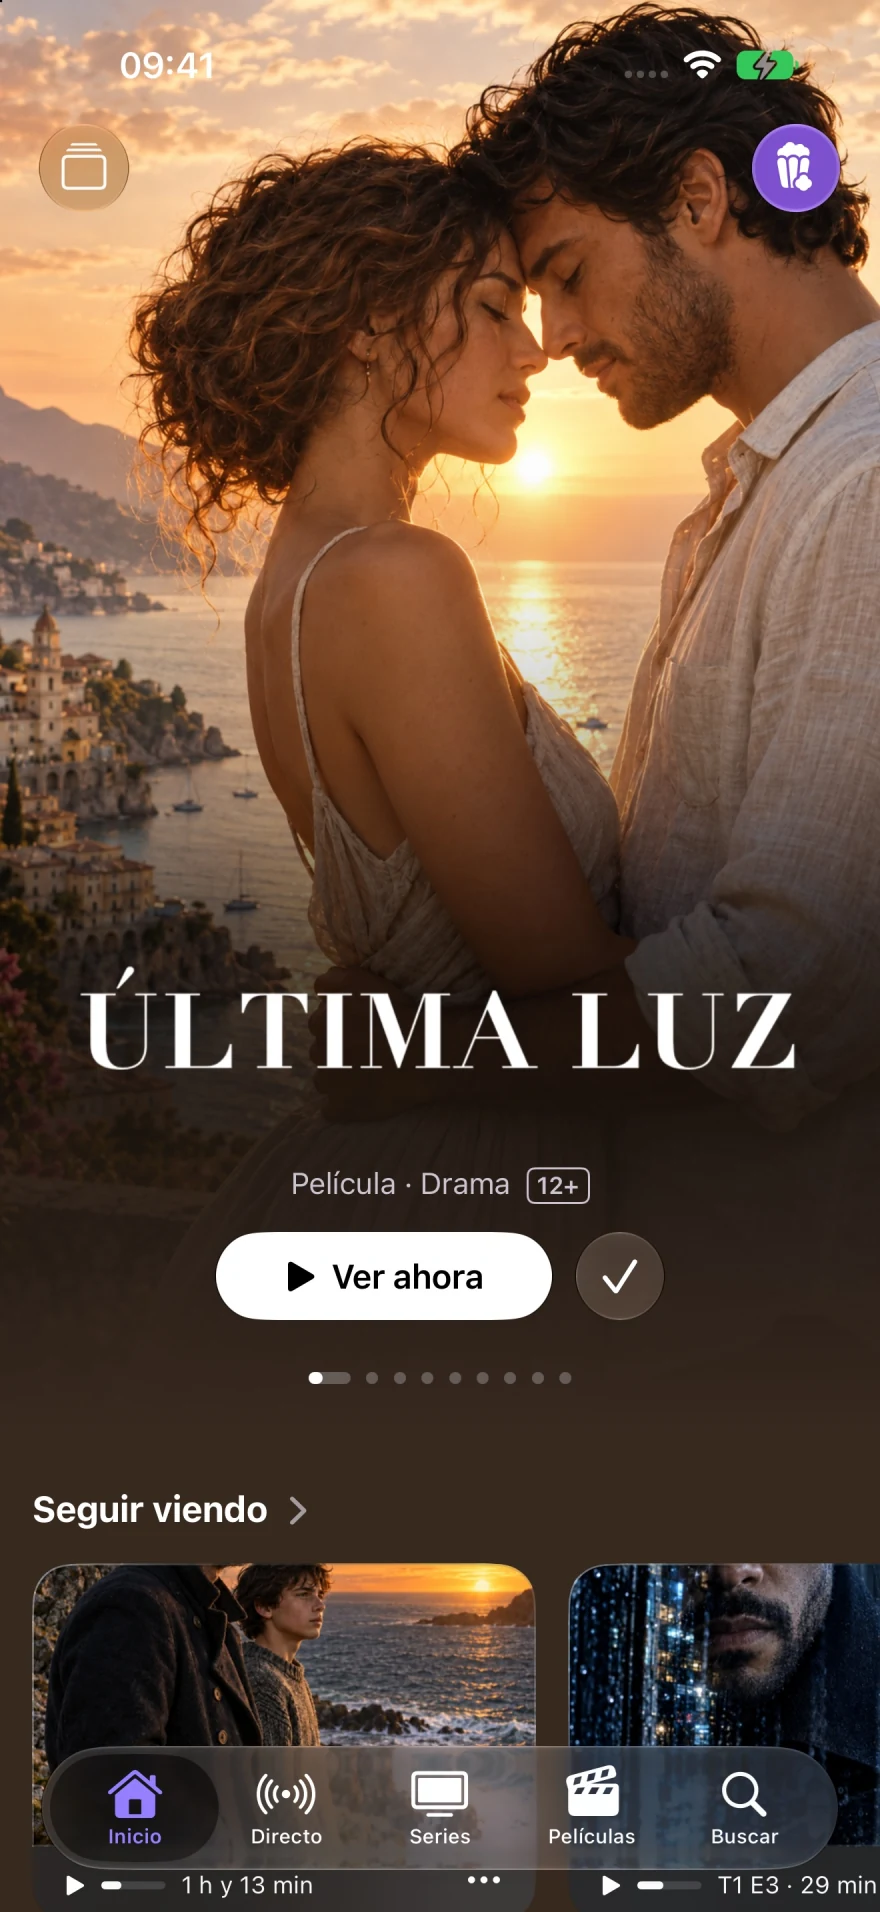 09:41
ÚLTIMA LUZ
Película · Drama 12+
Ver ahora
Seguir viendo
Inicio
Directo
Series
Películas
Buscar
1 h y 13 min
T1 E3 · 29 min